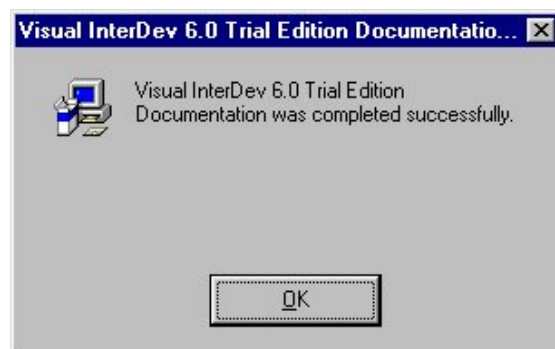 Visual InterDev 6.0 Trial Edition Documentatio...
Visual InterDev 6.0 Trial Edition
Documentation was completed successfully.
OK